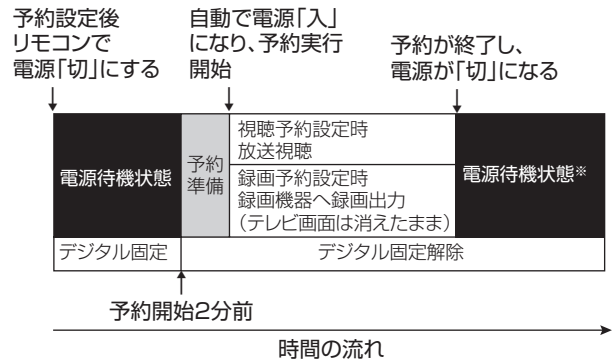 予約設定後
リモコンで
電源「切」にする
自動で電源「入」
になり、予約実行
開始
予約が終了し、
電源が「切」になる
電源待機状態
予約
準備
視聴予約設定時
放送視聴
録画予約設定時
録画機器へ録画出力
（テレビ画面は消えたまま）
電源待機状態※
デジタル固定
デジタル固定解除
予約開始2分前
時間の流れ